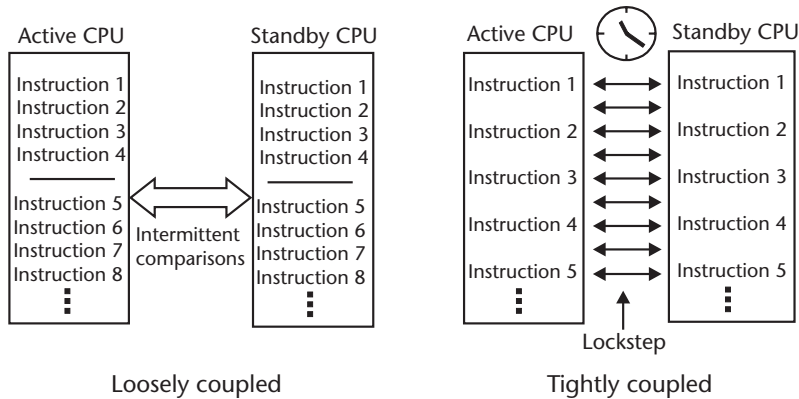 Active CPU
Instruction 1
Instruction 2
Instruction 3
Instruction 4
Instruction 5
Instruction 6
Instruction 7
Instruction 8
Intermittent
comparisons
Standby CPU
Instruction 1
Instruction 2
Instruction 3
Instruction 4
Instruction 5
Instruction 6
Instruction 7
Instruction 8
Loosely coupled
Active CPU
Instruction 1
Instruction 2
Instruction 3
Instruction 4
Instruction 5
Standby CPU
Instruction 1
Instruction 2
Instruction 3
Instruction 4
Instruction 5
Lockstep
Tightly coupled